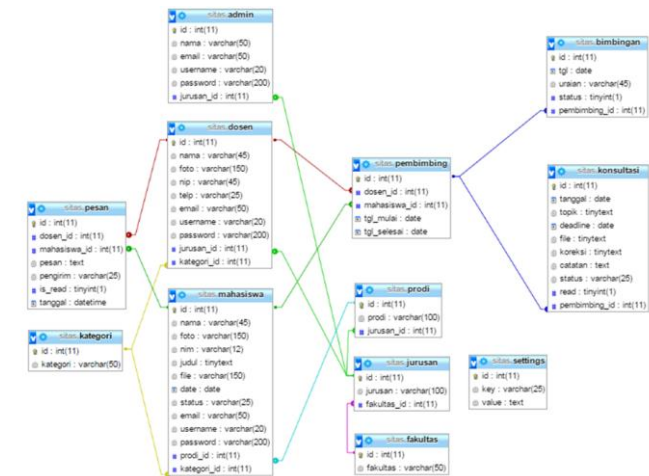 sitas.admin
id : int(11)
nama : varchar(50)
email : varchar(50)
username : varchar(20)
password : varchar(200)
jurusan_id : int(11)
sitas.dosen
id : int(11)
nama : varchar(45)
foto : varchar(150)
nip : varchar(45)
telp : varchar(25)
email : varchar(50)
username : varchar(20)
password : varchar(200)
jurusan_id : int(11)
kategori_id : int(11)
sitas.pesan
id : int(11)
dosen_id : int(11)
mahasiswa_id : int(11)
pesan : text
pengirim : varchar(25)
is_read : tinyint(1)
tanggal : datetime
sitas.kategori
id : int(11)
kategori : varchar(50)
sitas.mahasiswa
id : int(11)
nama : varchar(45)
foto : varchar(150)
nim : varchar(12)
judul : tinytext
file : varchar(150)
date : date
status : varchar(25)
email : varchar(50)
username : varchar(20)
password : varchar(200)
prodi_id : int(11)
kategori_id : int(11)
sitas.pembimbing
id : int(11)
dosen_id : int(11)
mahasiswa_id : int(11)
tgl_mulai : date
tgl_selesai : date
sitas.prodi
id : int(11)
prodi : varchar(100)
jurusan_id : int(11)
sitas.jurusan
id : int(11)
jurusan : varchar(100)
fakultas_id : int(11)
sitas.fakultas
id : int(11)
fakultas : varchar(50)
sitas.bimbingan
id : int(11)
tgl : date
uraian : varchar(45)
status : tinyint(1)
pembimbing_id : int(11)
sitas.konsultasi
id : int(11)
tanggal : date
topik : tinytext
deadline : date
file : tinytext
koreksi : tinytext
catatan : text
status : varchar(25)
read : tinyint(1)
pembimbing_id : int(11)
sitas.settings
id : int(11)
key : varchar(25)
value : text